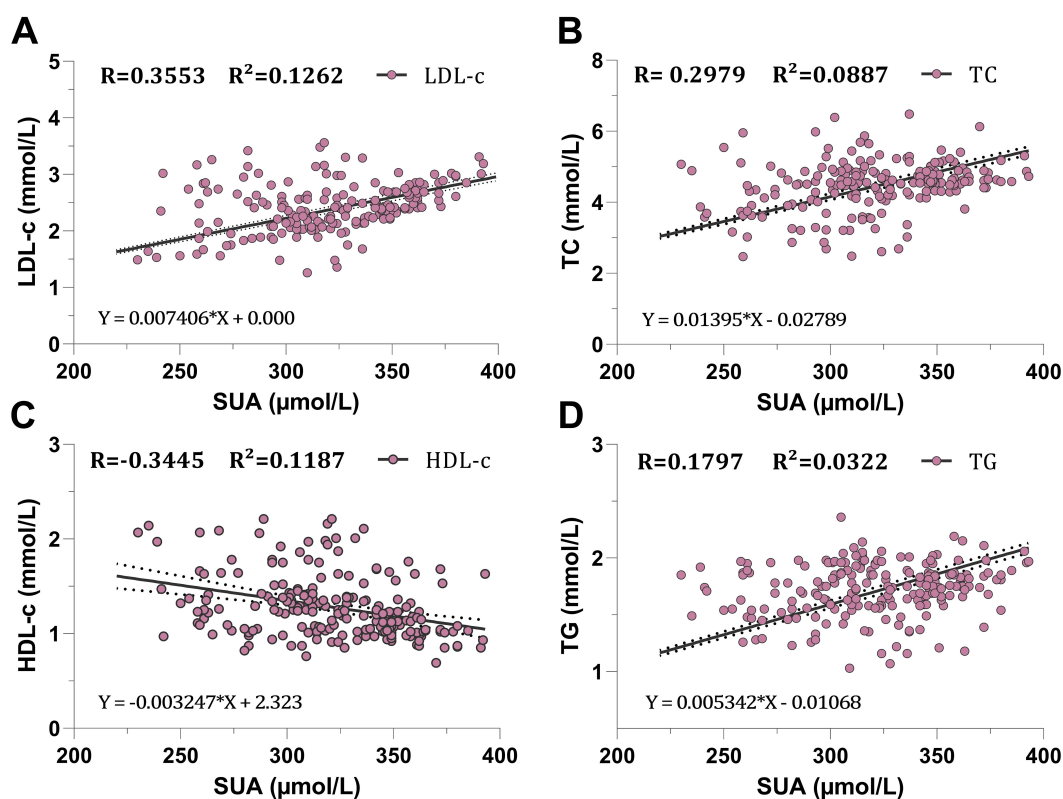 A
R=0.3553 R²=0.1262 LDL-c
5
4
3
2
1
0
LDL-c (mmol/L)
Y = 0.007406*X + 0.000
200 250 300 350 400
SUA (µmol/L)
B
R= 0.2979 R²=0.0887 TC
8
6
4
2
0
TC (mmol/L)
Y = 0.01395*X - 0.02789
200 250 300 350 400
SUA (µmol/L)
C
R=-0.3445 R²=0.1187 HDL-c
3
2
1
0
HDL-c (mmol/L)
Y = -0.003247*X + 2.323
200 250 300 350 400
SUA (µmol/L)
D
R=0.1797 R²=0.0322 TG
3
2
1
TG (mmol/L)
Y = 0.005342*X - 0.01068
200 250 300 350 400
SUA (µmol/L)